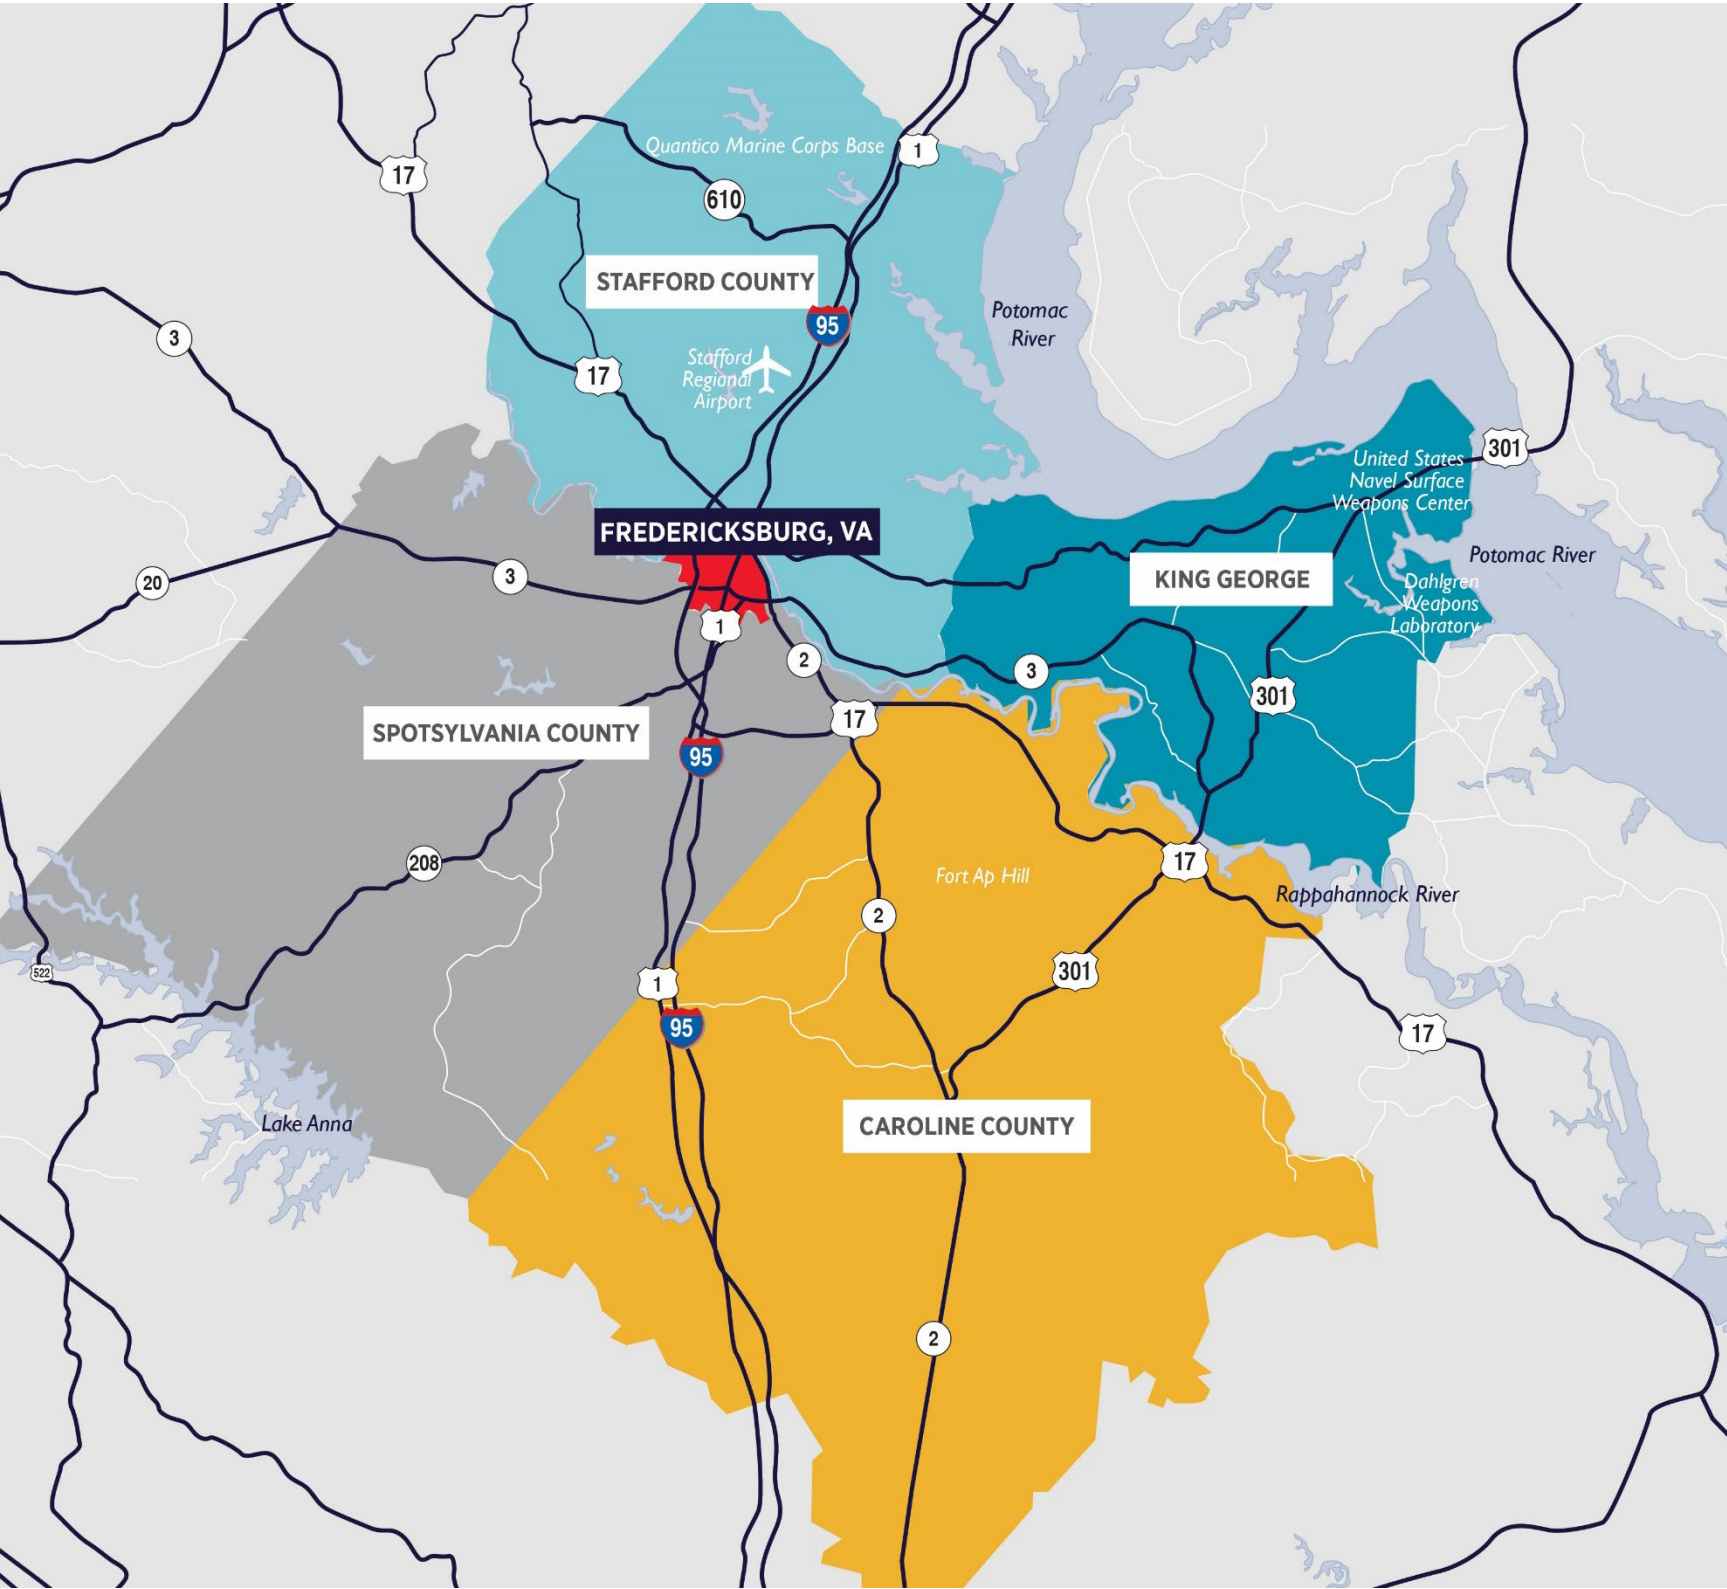 Quantico Marine Corps Base
1
17
610
STAFFORD COUNTY
Potomac
River
95
3
Stafford
Regional
Airport
17
301
United States
Navel Surface
Weapons Center
FREDERICKSBURG, VA
Potomac River
20
3
KING GEORGE
Dahlgren
Weapons
Laboratory
1
2
3
301
17
SPOTSYLVANIA COUNTY
95
208
17
Fort Ap Hill
Rappahannock River
2
522
1
301
95
17
Lake Anna
CAROLINE COUNTY
2